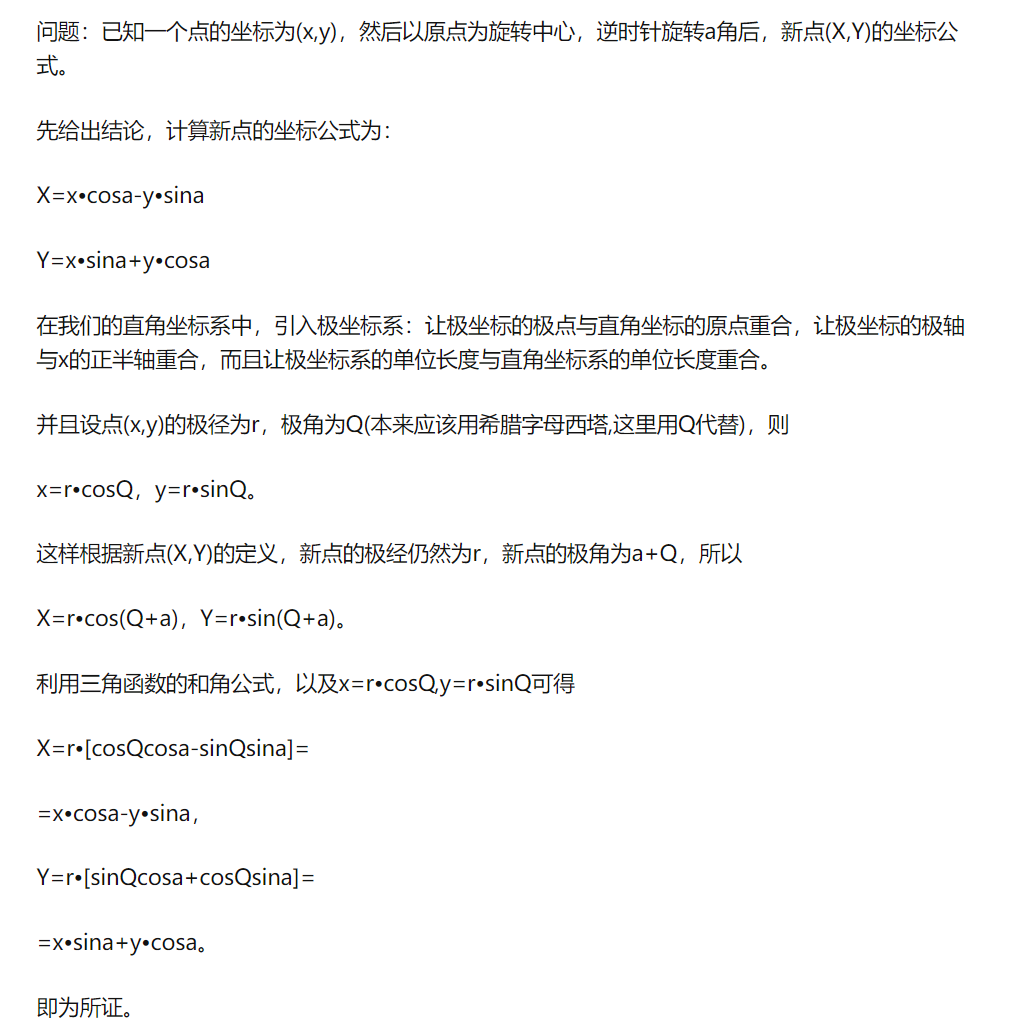 问题：已知一个点的坐标为(x,y)，然后以原点为旋转中心，逆时针旋转a角后，新点(X,Y)的坐标公
式。
先给出结论，计算新点的坐标公式为：
X=x•cosa-y•sina
Y=x•sina+y•cosa
在我们的直角坐标系中，引入极坐标系：让极坐标的极点与直角坐标的原点重合，让极坐标的极轴
与x的正半轴重合，而且让极坐标系的单位长度与直角坐标系的单位长度重合。
并且设点(x,y)的极径为r，极角为Q(本来应该用希腊字母西塔,这里用Q代替)，则
x=r•cosQ，y=r•sinQ。
这样根据新点(X,Y)的定义，新点的极经仍然为r，新点的极角为a+Q，所以
X=r•cos(Q+a)，Y=r•sin(Q+a)。
利用三角函数的和角公式，以及x=r•cosQ,y=r•sinQ可得
X=r•[cosQcosa-sinQsina]=
=x•cosa-y•sina，
Y=r•[sinQcosa+cosQsina]=
=x•sina+y•cosa。
即为所证。